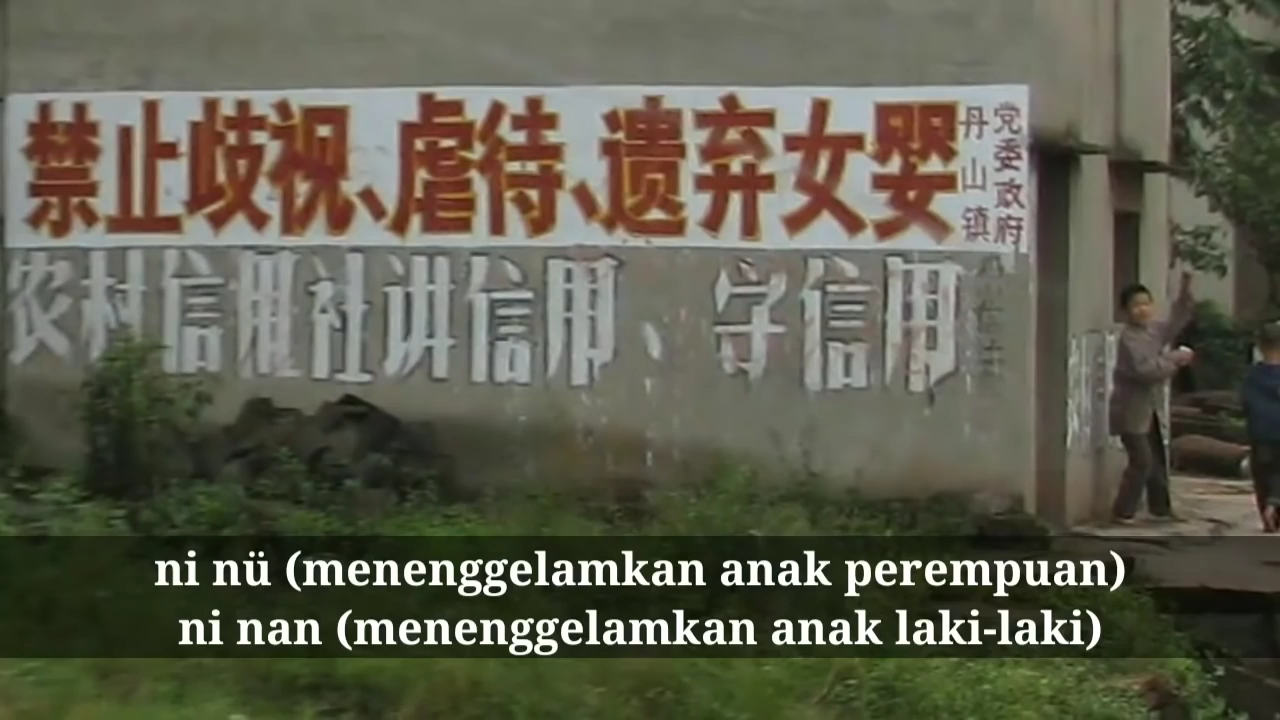 禁止歧视、虐待、遗弃女婴
丹山镇
党委政府
农村信用社讲信用、守信用
ni nü (menenggelamkan anak perempuan)
ni nan (menenggelamkan anak laki-laki)